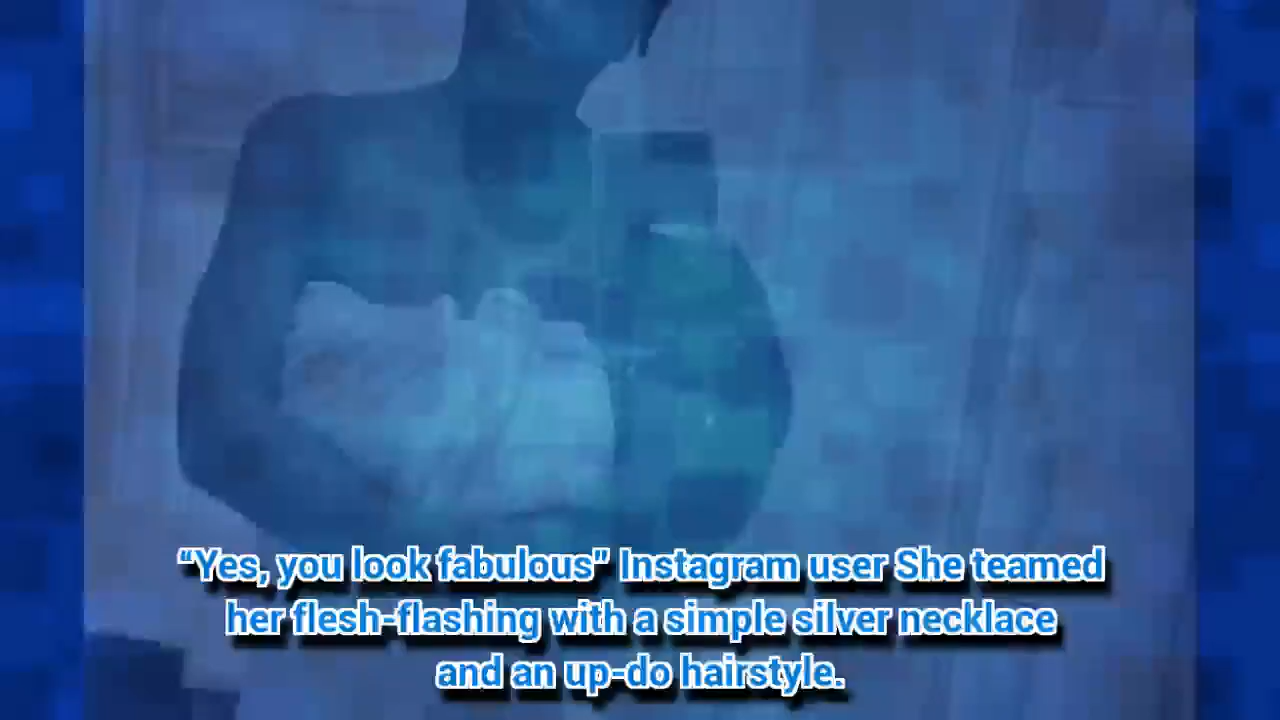 “Yes, you look fabulous” Instagram user She teamed
her flesh-flashing with a simple silver necklace
and an up-do hairstyle.